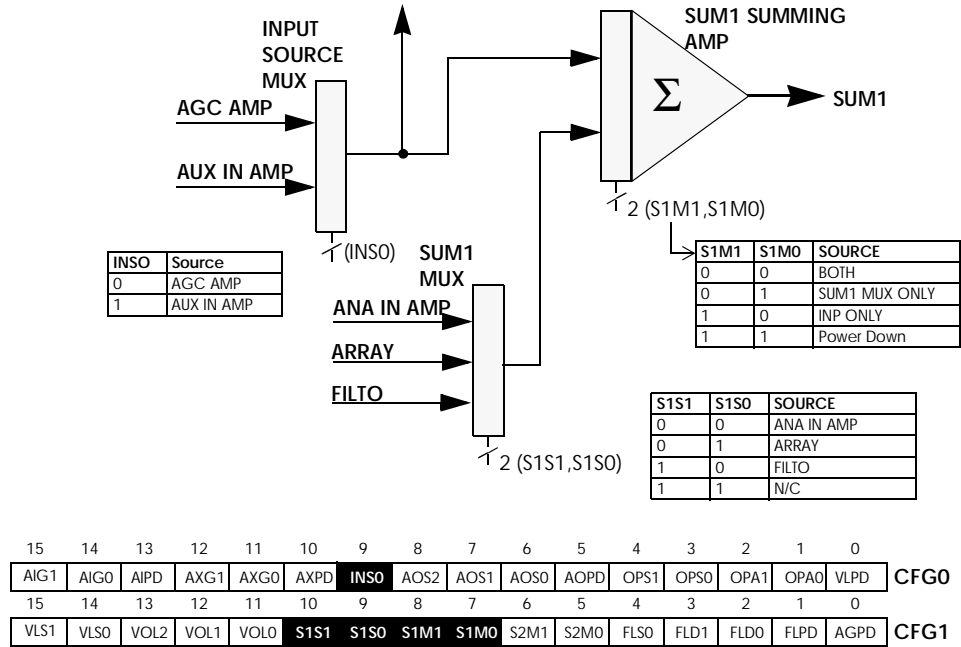 INPUT
SOURCE
MUX
SUM1 SUMMING
AMP
AGC AMP
Σ
SUM1
AUX IN AMP
2 (S1M1,S1M0)
(INS0)
SUM1
MUX
INSO Source
0 AGC AMP
1 AUX IN AMP
S1M1 S1M0 SOURCE
0 0 BOTH
0 1 SUM1 MUX ONLY
1 0 INP ONLY
1 1 Power Down
ANA IN AMP
ARRAY
FILTO
2 (S1S1,S1S0)
S1S1 S1S0 SOURCE
0 0 ANA IN AMP
0 1 ARRAY
1 0 FILTO
1 1 N/C
15 14 13 12 11 10 9 8 7 6 5 4 3 2 1 0
AIG1 AIG0 AIPD AXG1 AXG0 AXPD INS0 AOS2 AOS1 AOS0 AOPD OPS1 OPS0 OPA1 OPA0 VLPD CFG0
15 14 13 12 11 10 9 8 7 6 5 4 3 2 1 0
VLS1 VLS0 VOL2 VOL1 VOL0 S1S1 S1S0 S1M1 S1M0 S2M1 S2M0 FLS0 FLD1 FLD0 FLPD AGPD CFG1